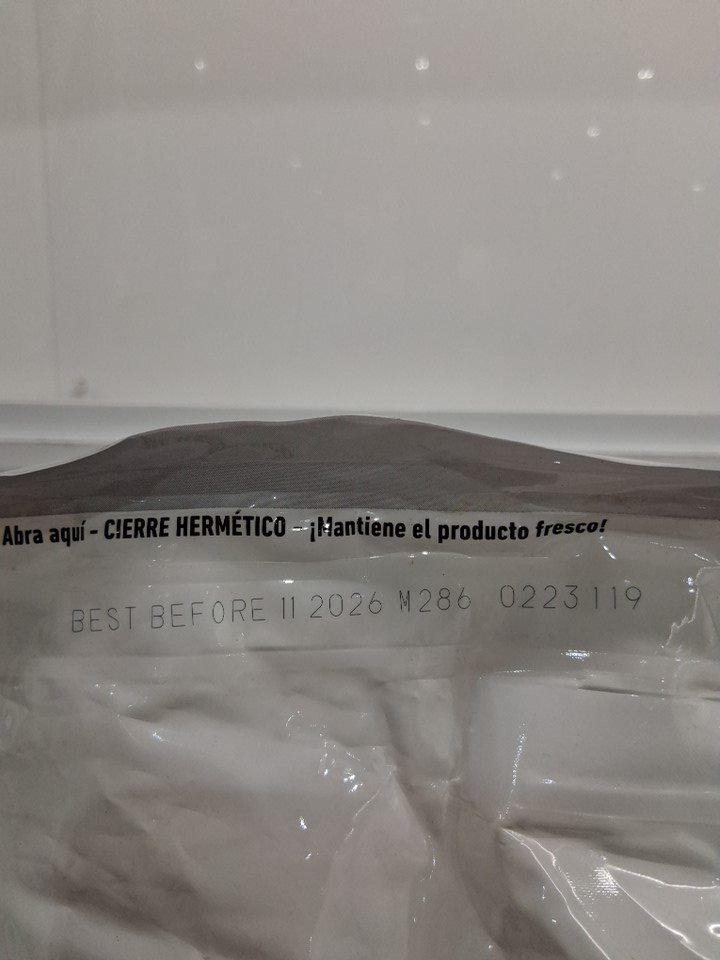 Abra aquí - CIERRE HERMÉTICO - ¡Mantiene el producto fresco!
BEST BEFORE 11 2026 M286 0223119